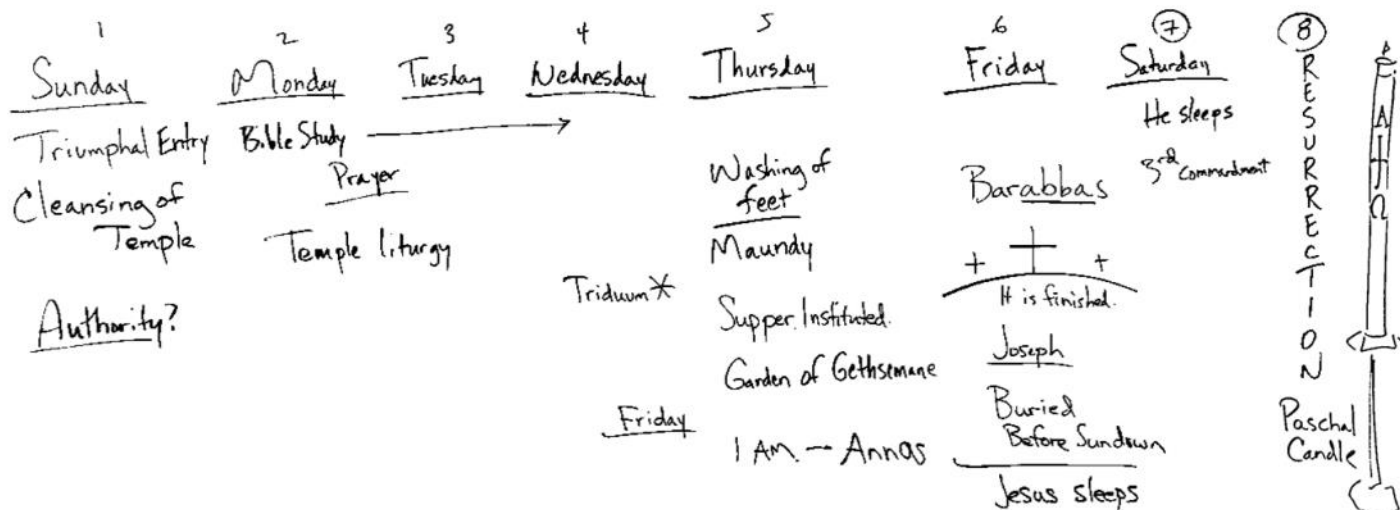 1
Sunday
Triumphal Entry
Cleansing of
Temple
Authority?
2
Monday
Bible Study
Prayer
Temple liturgy
3
Tuesday
4
Wednesday
Triduum *
Friday
5
Thursday
Washing of
feet
Maundy
Supper Instituted.
Garden of Gethsemane
I AM. — Annas
6
Friday
Barabbas
It is finished.
Joseph
Buried
Before Sundown
Jesus sleeps
7
Saturday
He sleeps
3rd Commandment
8
RESURRECTION
Paschal
Candle
A
Ω